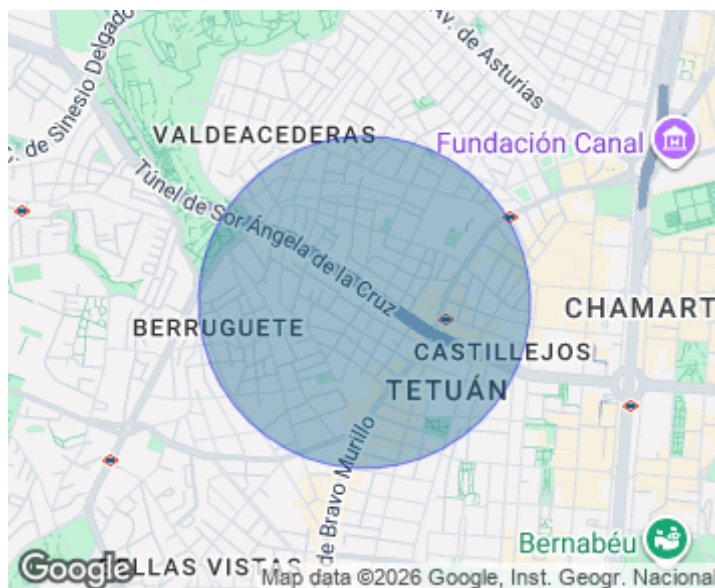 C. de Sinesio Delgado
Av. de Asturias
VALDEACEDERAS
Fundación Canal
Túnel de Sor Ángela de la Cruz
CHAMART
BERRUGUETE
CASTILLEJOS
TETUÁN
de Bravo Murillo
Bernabéu
LLAS VISTAS
Google
Map data ©2026 Google, Inst. Geogr. Nacional